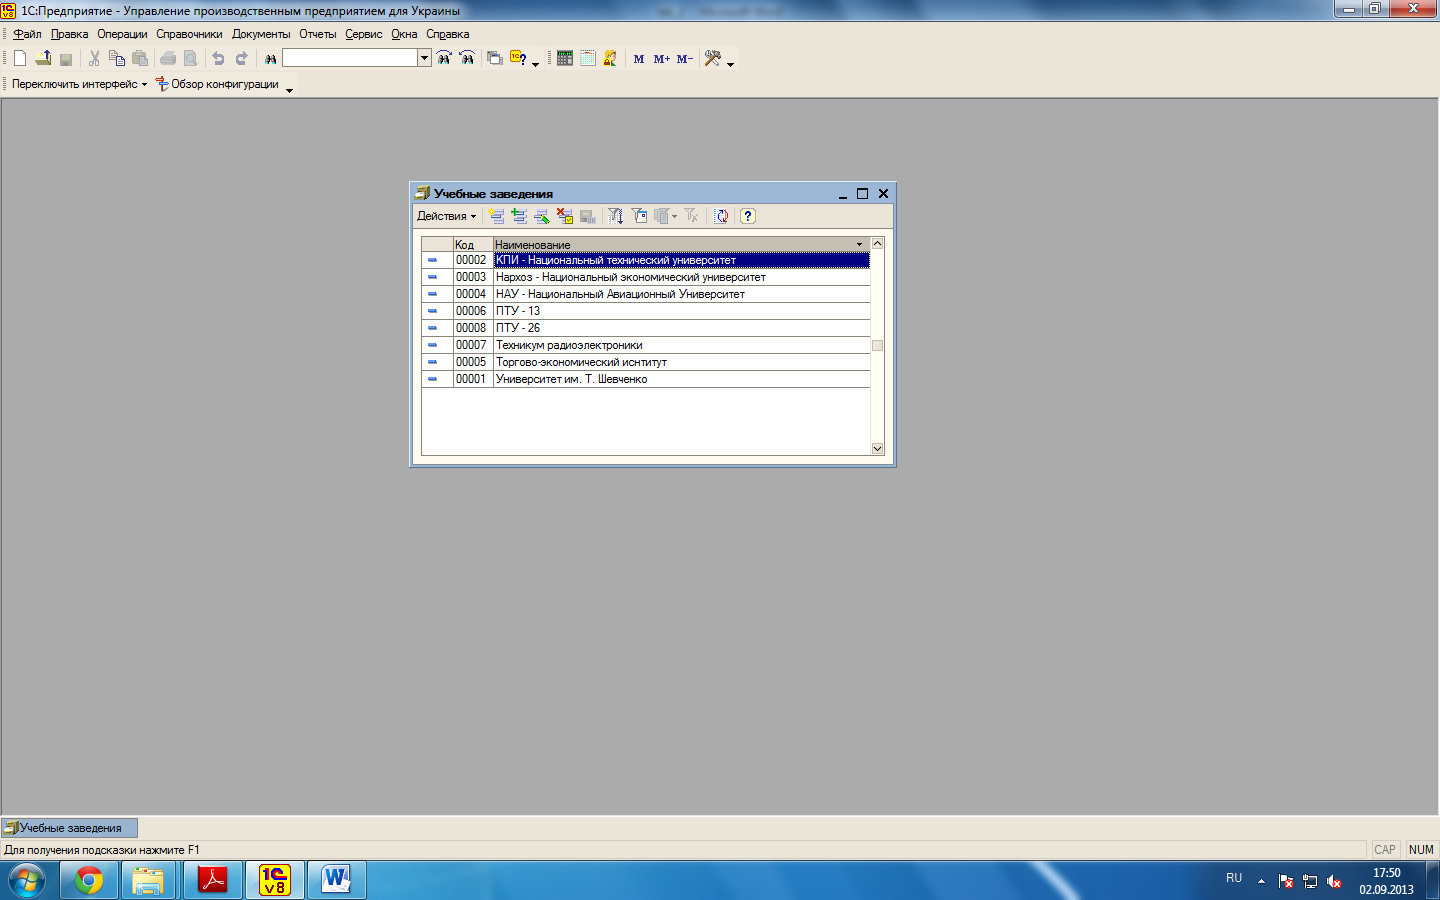 1С:Предприятие - Управление производственным предприятием для Украины
Файл Правка Операции Справочники Документы Отчеты Сервис Окна Справка
M M+ M-
Переключить интерфейс Обзор конфигурации
Учебные заведения
Действия
Код Наименование
00002 КПИ - Национальный технический университет
00003 Нархоз - Национальный экономический университет
00004 НАУ - Национальный Авиационный Университет
00006 ПТУ - 13
00008 ПТУ - 26
00007 Техникум радиоэлектроники
00005 Торгово-экономический иснтитут
00001 Университет им. Т. Шевченко
Учебные заведения
Для получения подсказки нажмите F1
CAP NUM
1C v8
W
RU
17:50
02.09.2013